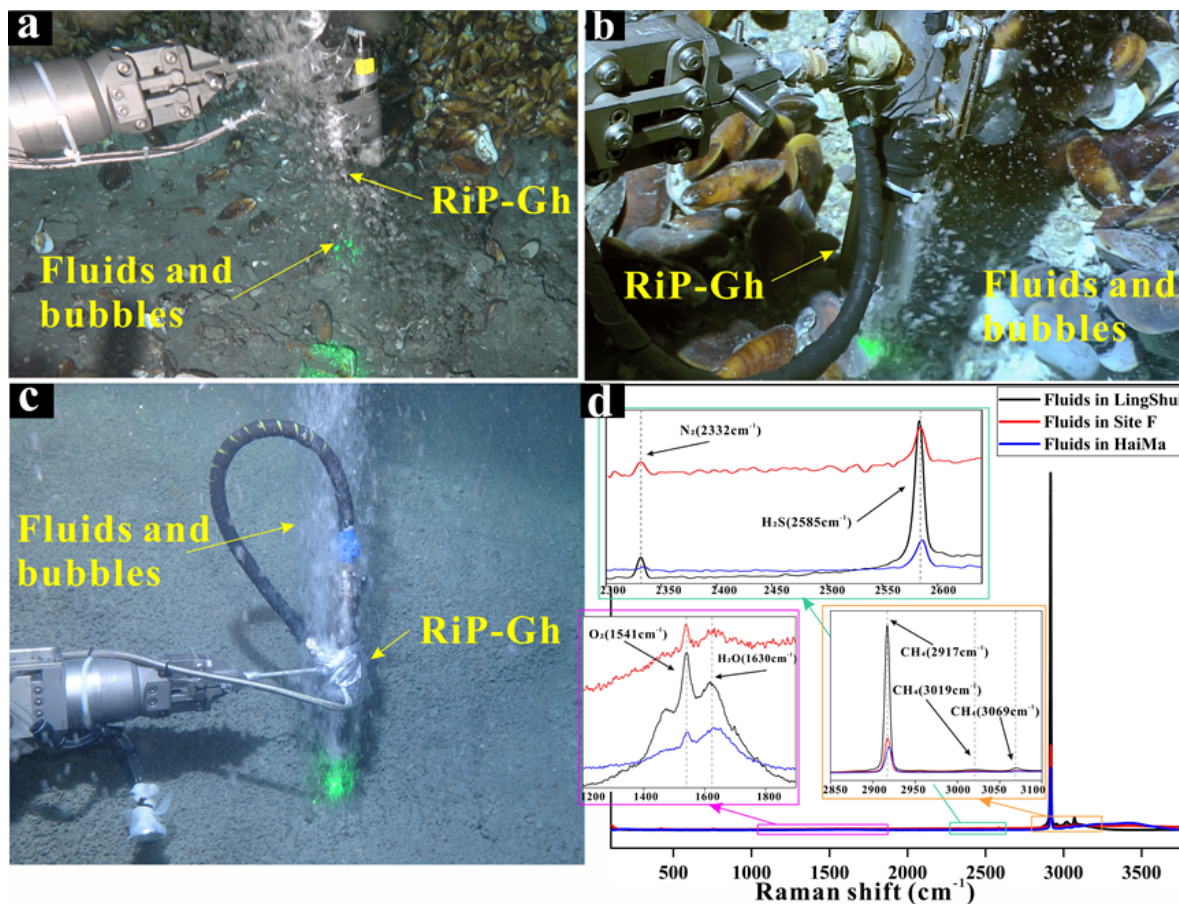 a
RiP-Gh
Fluids and
bubbles
b
RiP-Gh
Fluids and
bubbles
c
Fluids and
bubbles
RiP-Gh
d
Fluids in LingShui
Fluids in Site F
Fluids in HaiMa
N₂(2332cm⁻¹)
H₂S(2585cm⁻¹)
2300 2350 2400 2450 2500 2550 2600
O₂(1541cm⁻¹)
H₂O(1630cm⁻¹)
1200 1400 1600 1800
CH₄(2917cm⁻¹)
CH₄(3019cm⁻¹)
CH₄(3069cm⁻¹)
2850 2900 2950 3000 3050 3100
500 1000 1500 2000 2500 3000 3500
Raman shift (cm⁻¹)